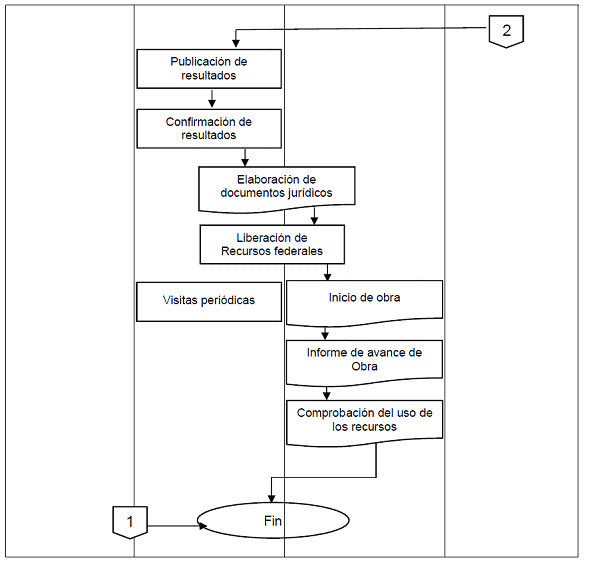 2
Publicación de
resultados
Confirmación de
resultados
Elaboración de
documentos jurídicos
Liberación de
Recursos federales
Visitas periódicas
Inicio de obra
Informe de avance de
Obra
Comprobación del uso de
los recursos
1
Fin